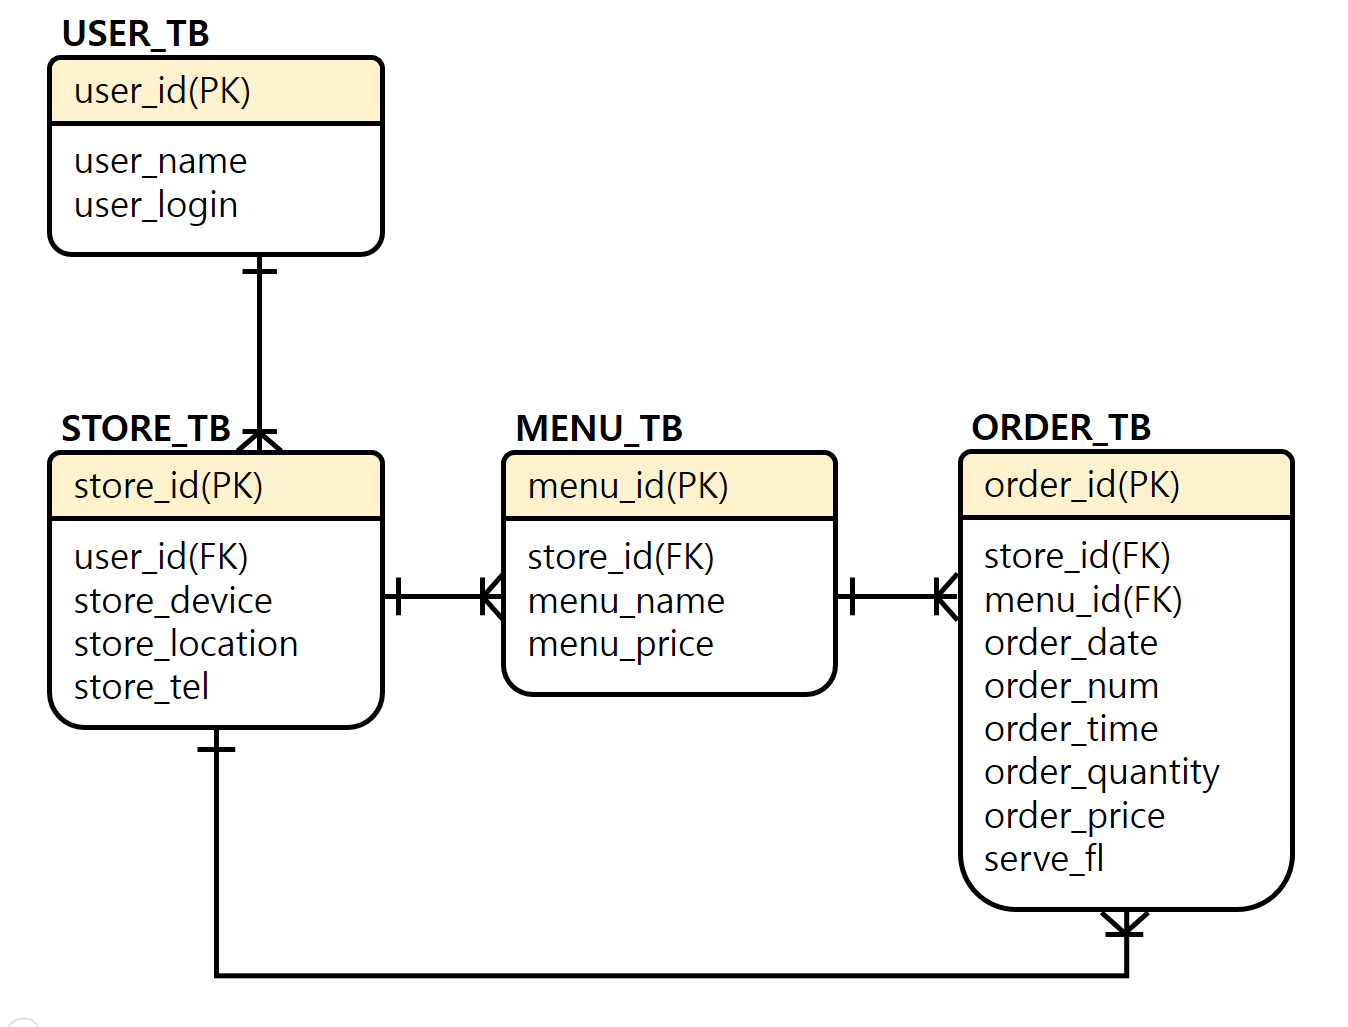 USER_TB
user_id(PK)
user_name
user_login
STORE_TB
store_id(PK)
user_id(FK)
store_device
store_location
store_tel
MENU_TB
menu_id(PK)
store_id(FK)
menu_name
menu_price
ORDER_TB
order_id(PK)
store_id(FK)
menu_id(FK)
order_date
order_num
order_time
order_quantity
order_price
serve_fl